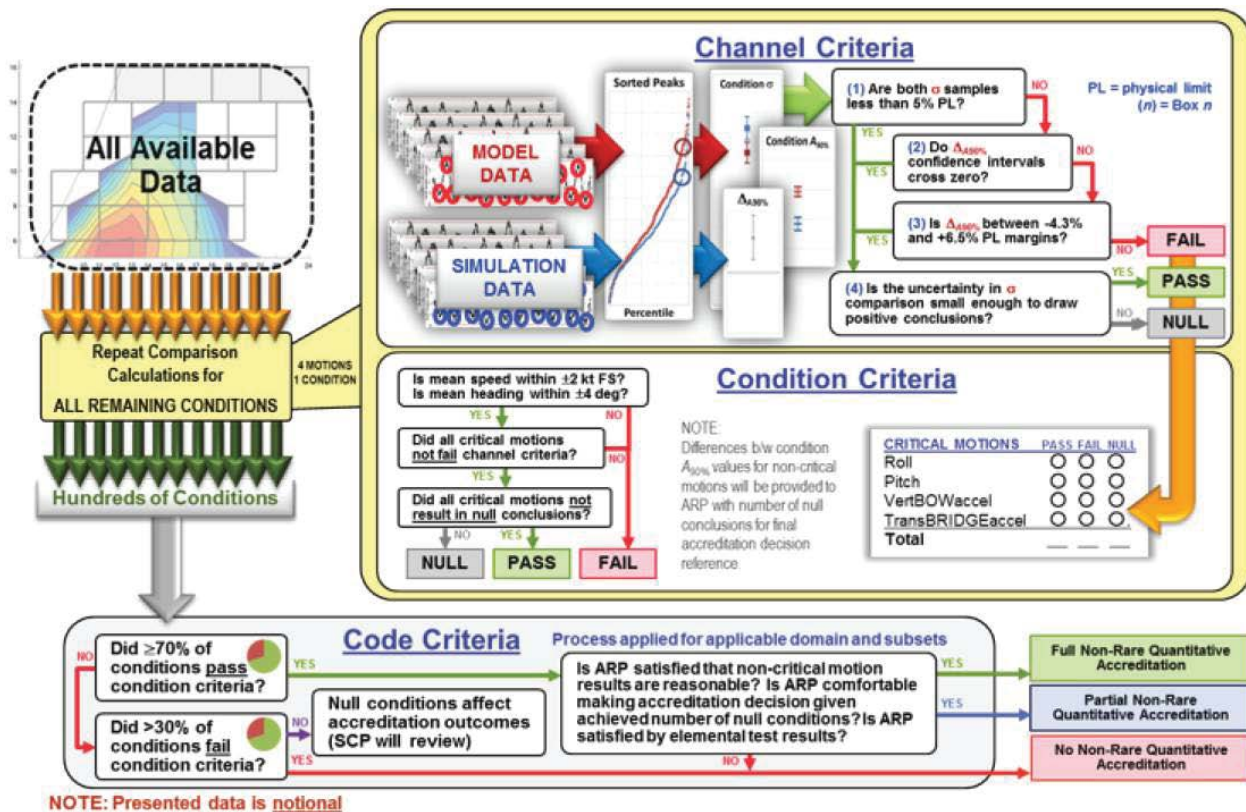 All Available
Data
Repeat Comparison
Calculations for
ALL REMAINING CONDITIONS
4 MOTIONS
1 CONDITION
Hundreds of Conditions
Channel Criteria
MODEL
DATA
SIMULATION
DATA
Sorted Peaks
Percentile
Condition σ
Condition A90%
ΔA90%
(1) Are both σ samples
less than 5% PL?
NO
PL = physical limit
(n) = Box n
YES
(2) Do ΔA90%
confidence intervals
cross zero?
NO
YES
(3) Is ΔA90% between -4.3%
and +6.5% PL margins?
YES
NO
FAIL
(4) Is the uncertainty in σ
comparison small enough to draw
positive conclusions?
YES
PASS
NO
NULL
Condition Criteria
Is mean speed within ±2 kt FS?
Is mean heading within ±4 deg?
YES
NO
Did all critical motions
not fail channel criteria?
NO
YES
Did all critical motions not
result in null conclusions?
NO
YES
NULL
PASS
FAIL
NOTE:
Differences b/w condition
A90% values for non-critical
motions will be provided to
ARP with number of null
conclusions for final
accreditation decision
reference.
CRITICAL MOTIONS PASS FAIL NULL
Roll
Pitch
VertBOWaccel
TransBRIDGEaccel
Total
Code Criteria
Process applied for applicable domain and subsets
Did ≥70% of
conditions pass
condition criteria?
NO
YES
Did >30% of
conditions fail
condition criteria?
NO
YES
Null conditions affect
accreditation outcomes
(SCP will review)
Is ARP satisfied that non-critical motion
results are reasonable? Is ARP comfortable
making accreditation decision given
achieved number of null conditions? Is ARP
satisfied by elemental test results?
YES
YES
NO
Full Non-Rare Quantitative
Accreditation
Partial Non-Rare
Quantitative Accreditation
No Non-Rare Quantitative
Accreditation
NOTE: Presented data is notional